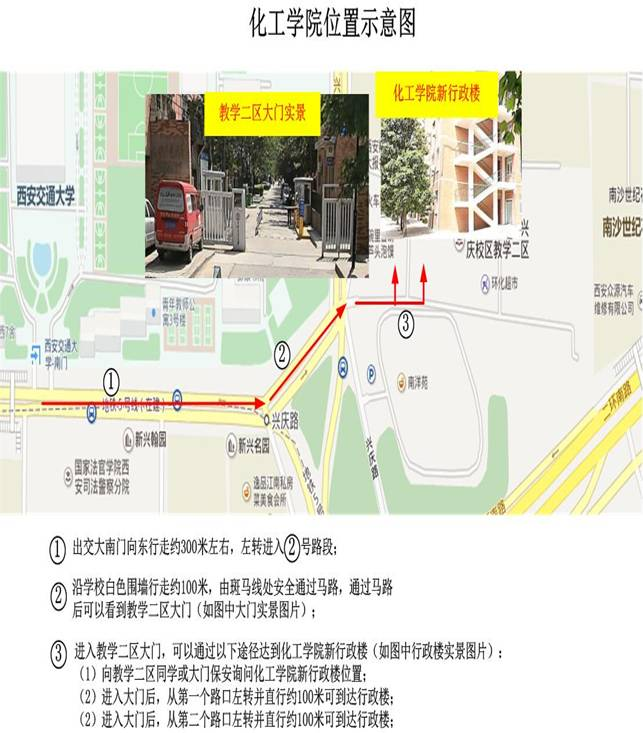 化工学院位置示意图
教学二区大门实景
化工学院新行政楼
西安交通大学
南沙世纪
南沙世纪
兴
庆校区教学二区
环化超市
西安众源汽车
维修有限公司
青年教师公
寓3号楼
西安交通大
学-南门
①
②
③
P
南洋苑
地铁5号线(在建)
兴庆路
兴庆路
二环南路
新兴翰园
新兴名园
国家法官学院西
安司法警察分院
逸品江南私房
菜美食会所
① 出交大南门向东行走约300米左右，左转进入②号路段；
② 沿学校白色围墙行走约100米，由斑马线处安全通过马路，通过马路
后可以看到教学二区大门（如图中大门实景图片）；
③ 进入教学二区大门，可以通过以下途径达到化工学院新行政楼（如图中行政楼实景图片）：
（1）向教学二区同学或大门保安询问化工学院新行政楼位置；
（2）进入大门后，从第一个路口左转并直行约100米可到达行政楼；
（2）进入大门后，从第二个路口左转并直行约100米可到达行政楼；